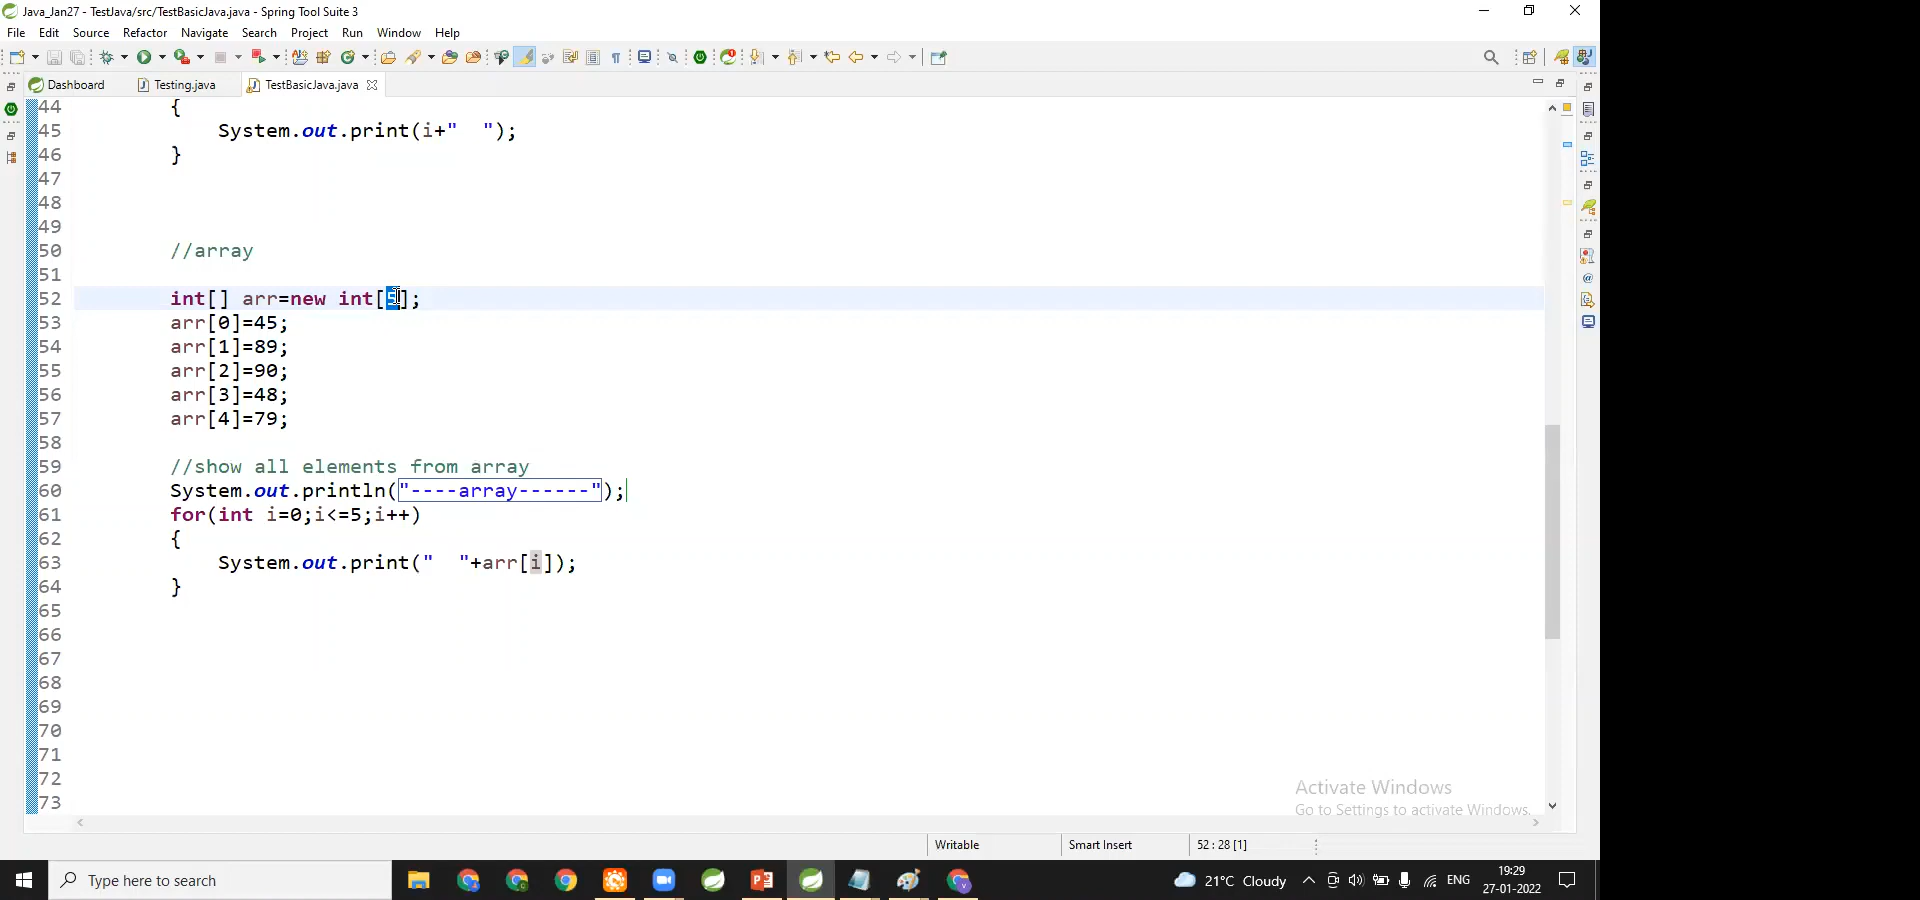 Java_Jan27 - TestJava/src/TestBasicJava.java - Spring Tool Suite 3
File Edit Source Refactor Navigate Search Project Run Window Help
Dashboard Testing.java TestBasicJava.java
44 {
45 System.out.print(i+"  ");
46 }
47
48
49
50 //array
51
52 int[] arr=new int[5];
53 arr[0]=45;
54 arr[1]=89;
55 arr[2]=90;
56 arr[3]=48;
57 arr[4]=79;
58
59 //show all elements from array
60 System.out.println("----array------");
61 for(int i=0;i<=5;i++)
62 {
63 System.out.print("  "+arr[i]);
64 }
65
66
67
68
69
70
71
72
73
Activate Windows
Go to Settings to activate Windows.
Writable Smart Insert 52 : 28 [1]
Type here to search
21°C Cloudy ENG 19:29
27-01-2022